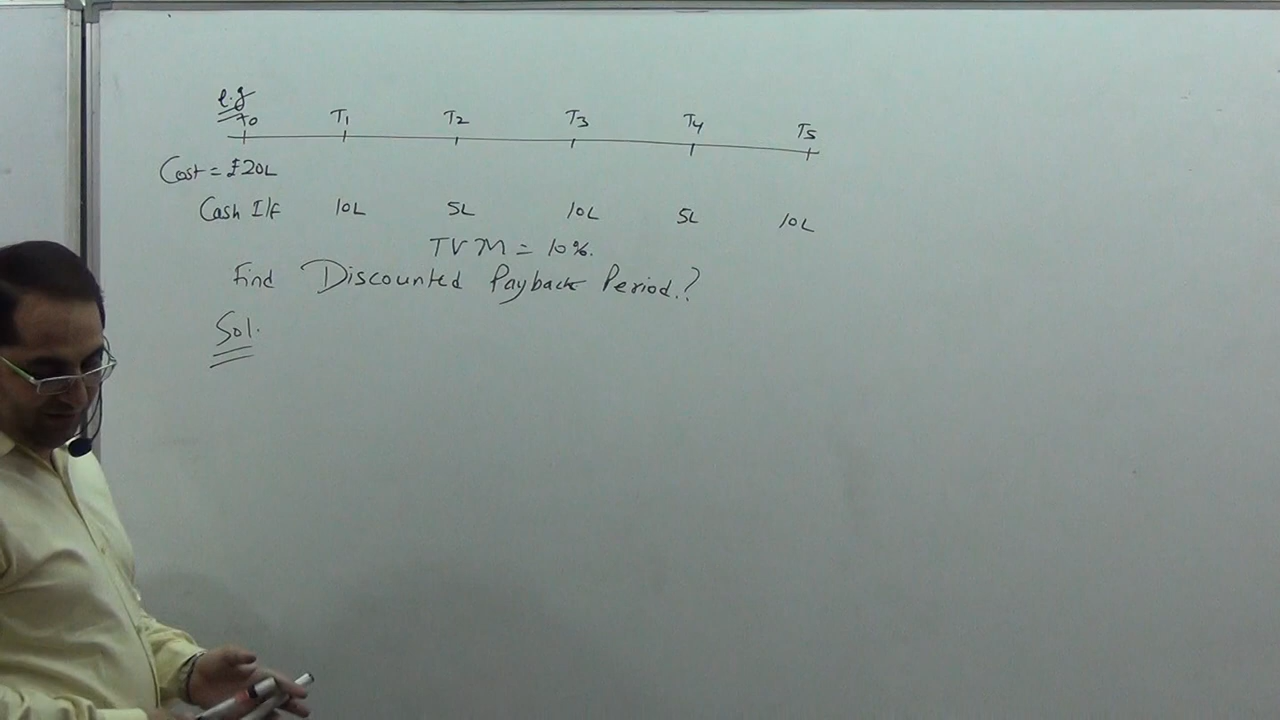 e.g
T0 T1 T2 T3 T4 T5
Cost = £20L
Cash I/F 10L 5L 10L 5L 10L
TVM = 10%.
Find Discounted Payback Period.?
Sol.